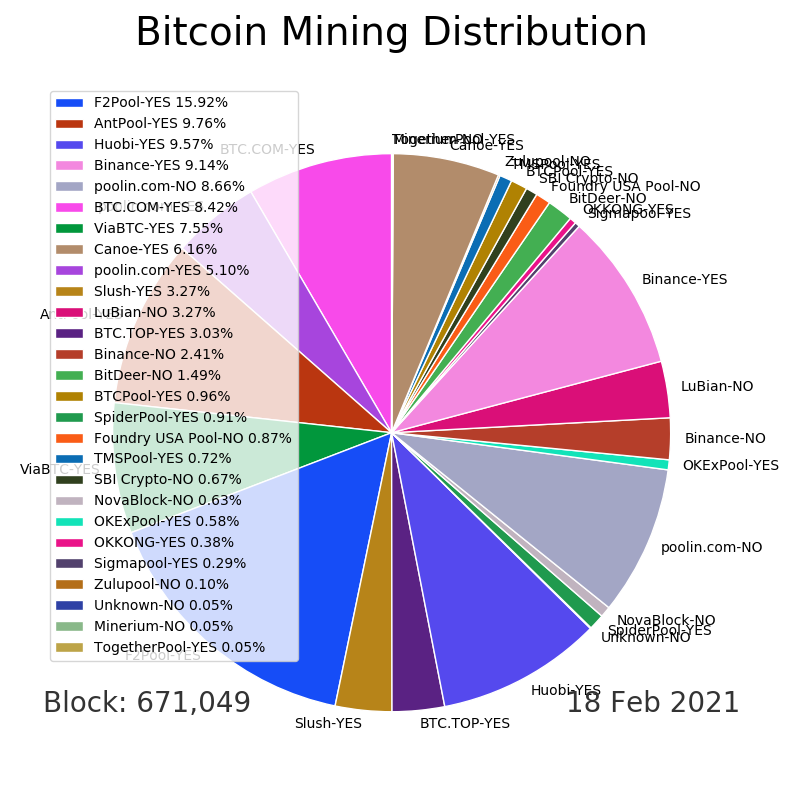 Bitcoin Mining Distribution
F2Pool-YES 15.92%
AntPool-YES 9.76%
Huobi-YES 9.57%
Binance-YES 9.14%
poolin.com-NO 8.66%
BTC.COM-YES 8.42%
ViaBTC-YES 7.55%
Canoe-YES 6.16%
poolin.com-YES 5.10%
Slush-YES 3.27%
LuBian-NO 3.27%
BTC.TOP-YES 3.03%
Binance-NO 2.41%
BitDeer-NO 1.49%
BTCPool-YES 0.96%
SpiderPool-YES 0.91%
Foundry USA Pool-NO 0.87%
TMSPool-YES 0.72%
SBI Crypto-NO 0.67%
NovaBlock-NO 0.63%
OKExPool-YES 0.58%
OKKONG-YES 0.38%
Sigmapool-YES 0.29%
Zulupool-NO 0.10%
Unknown-NO 0.05%
Minerium-NO 0.05%
TogetherPool-YES 0.05%
BTC.COM-YES
ViaBTC-YES
F2Pool-YES
Slush-YES
BTC.TOP-YES
Huobi-YES
Unknown-NO
SpiderPool-YES
NovaBlock-NO
poolin.com-NO
OKExPool-YES
Binance-NO
LuBian-NO
Binance-YES
Sigmapool-YES
OKKONG-YES
BitDeer-NO
Foundry USA Pool-NO
SBI Crypto-NO
BTCPool-YES
TMSPool-YES
Zulupool-NO
Canoe-YES
Minerium-NO
TogetherPool-YES
Block: 671,049
18 Feb 2021